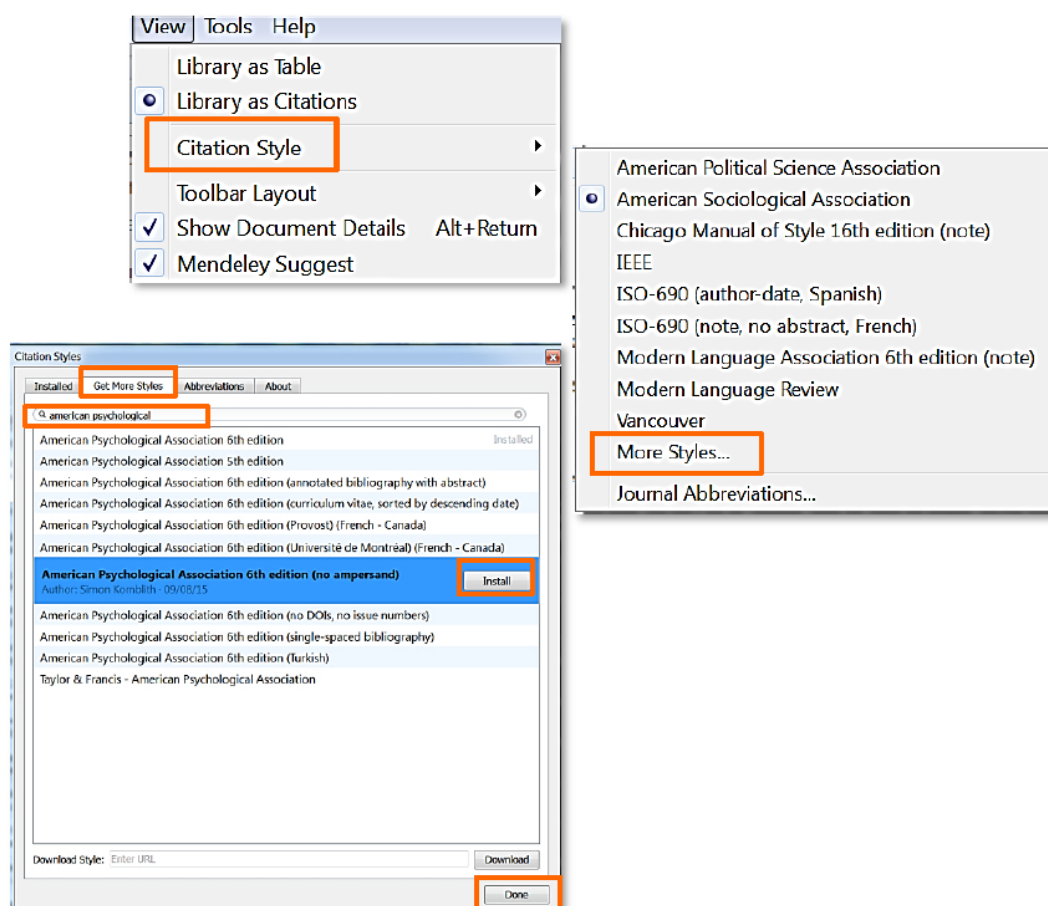 View Tools Help
Library as Table
Library as Citations
Citation Style
Toolbar Layout
Show Document Details Alt+Return
Mendeley Suggest
American Political Science Association
American Sociological Association
Chicago Manual of Style 16th edition (note)
IEEE
ISO-690 (author-date, Spanish)
ISO-690 (note, no abstract, French)
Modern Language Association 6th edition (note)
Modern Language Review
Vancouver
More Styles...
Journal Abbreviations...
Citation Styles
Installed Get More Styles Abbreviations About
american psychological
American Psychological Association 6th edition Installed
American Psychological Association 5th edition
American Psychological Association 6th edition (annotated bibliography with abstract)
American Psychological Association 6th edition (curriculum vitae, sorted by descending date)
American Psychological Association 6th edition (Provost) (French - Canada)
American Psychological Association 6th edition (Université de Montréal) (French - Canada)
American Psychological Association 6th edition (no ampersand) Install
Author: Simon Kornblith - 09/08/15
American Psychological Association 6th edition (no DOIs, no issue numbers)
American Psychological Association 6th edition (single-spaced bibliography)
American Psychological Association 6th edition (Turkish)
Taylor & Francis - American Psychological Association
Download Style: Enter URL Download
Done